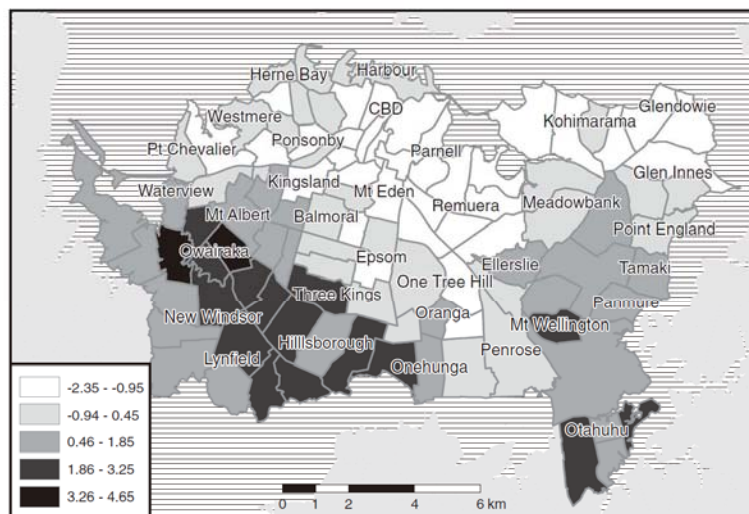 Herne Bay
Harbour
Westmere
CBD
Kohimarama
Glendowie
Pt Chevalier
Ponsonby
Parnell
Glen Innes
Waterview
Kingsland
Mt Eden
Mt Albert
Balmoral
Remuera
Meadowbank
Point England
Owairaka
Epsom
Ellerslie
Tamaki
Three Kings
One Tree Hill
Panmure
New Windsor
Oranga
Mt Wellington
Hilllsborough
Lynfield
Onehunga
Penrose
Otahuhu
-2.35 - -0.95
-0.94 - 0.45
0.46 - 1.85
1.86 - 3.25
3.26 - 4.65
0 1 2 4 6 km